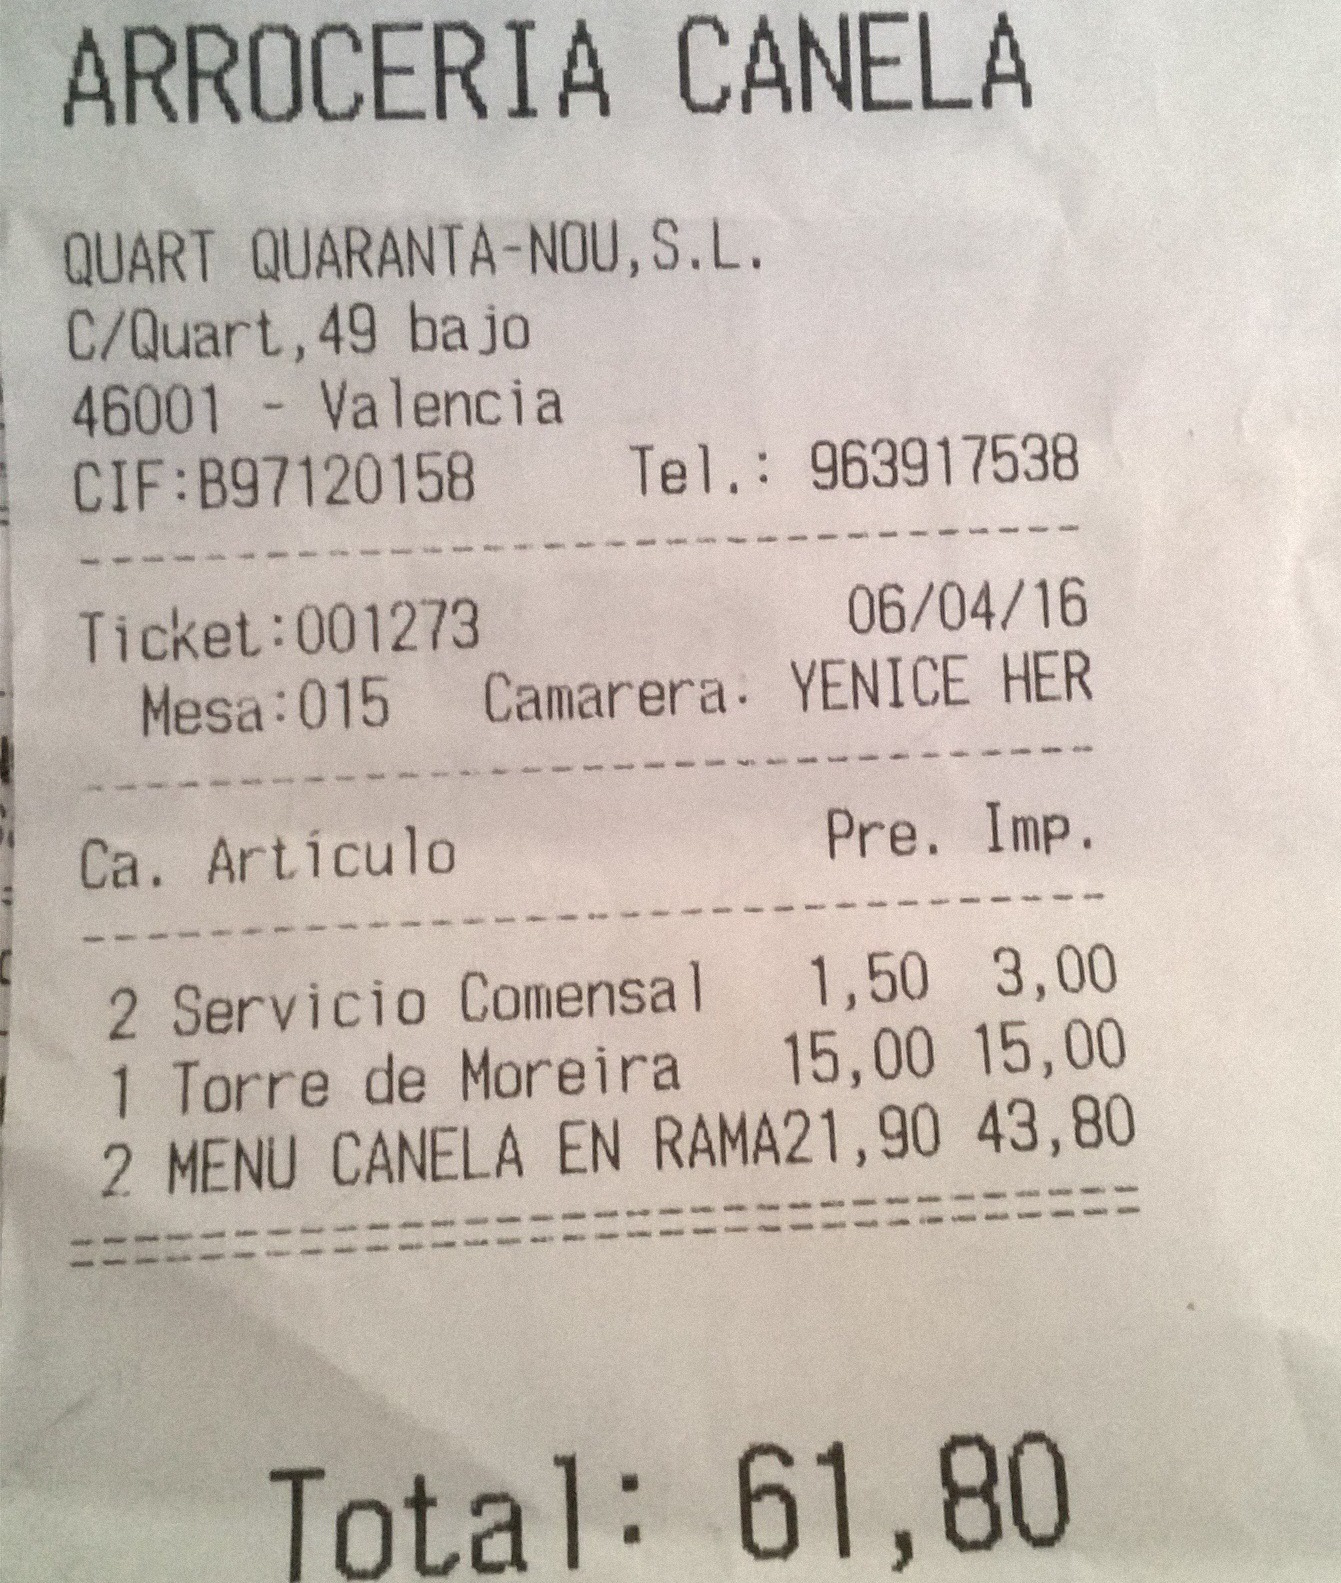 ARROCERIA CANELA
QUART QUARANTA-NOU,S.L.
C/Quart,49 bajo
46001 - Valencia
CIF:B97120158 Tel.: 963917538
Ticket:001273 06/04/16
Mesa:015 Camarera. YENICE HER
Ca. Artículo Pre. Imp.
2 Servicio Comensal 1,50 3,00
1 Torre de Moreira 15,00 15,00
2 MENU CANELA EN RAMA21,90 43,80
Total: 61,80